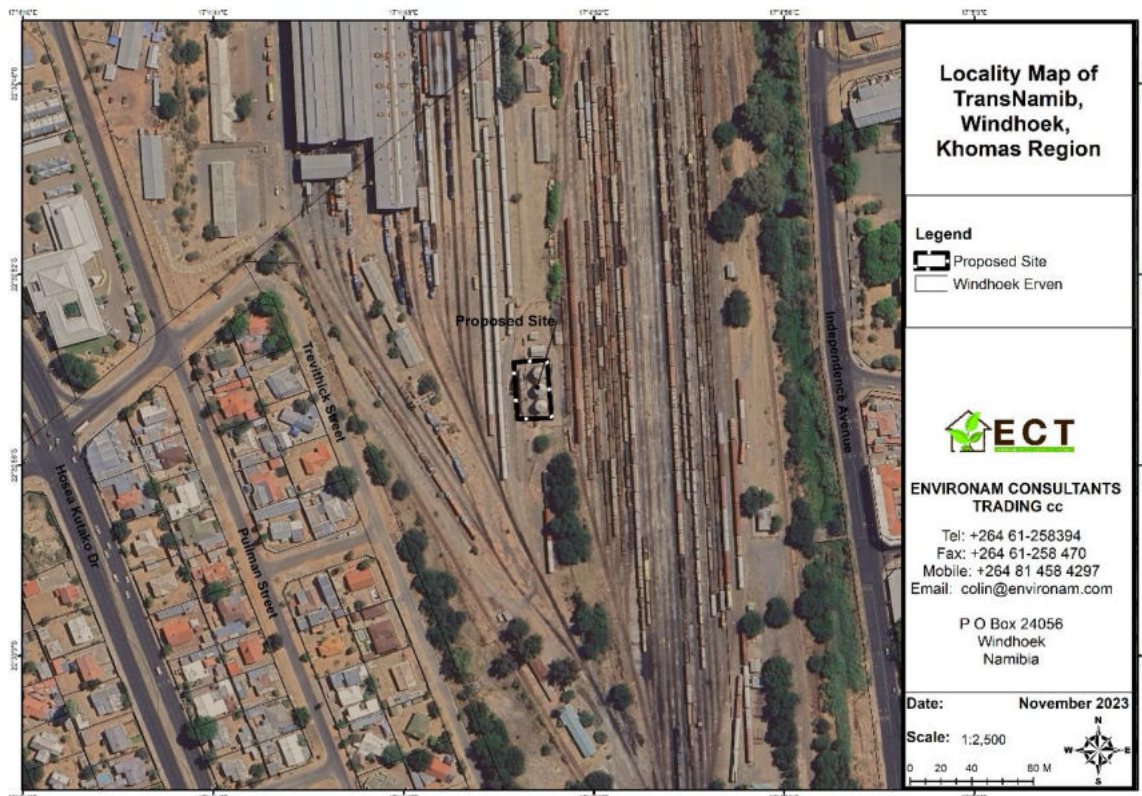 Locality Map of
TransNamib,
Windhoek,
Khomas Region
Legend
Proposed Site
Windhoek Erven
Proposed Site
Trevithick Street
Independence Avenue
Hosea Kutako Dr
Pullman Street
ECT
ENVIRONAM CONSULTANTS
TRADING cc
Tel: +264 61-258394
Fax: +264 61-258 470
Mobile: +264 81 458 4297
Email: colin@environam.com
P O Box 24056
Windhoek
Namibia
Date: November 2023
Scale: 1:2,500
N
W E
S
0 20 40 80 M